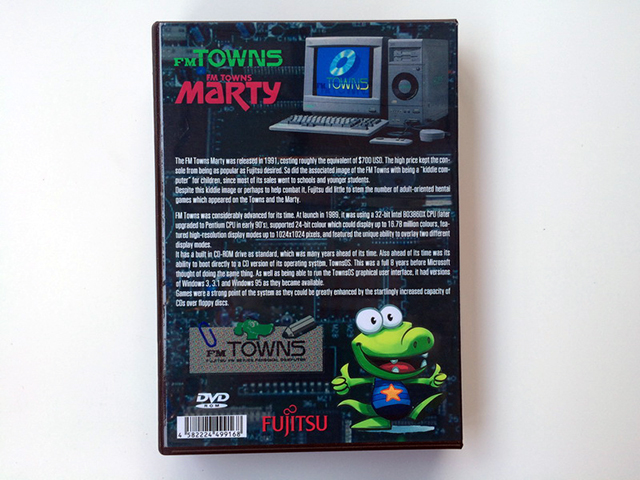 FM TOWNS
FM TOWNS
MARTY
TOWNS
The FM Towns Marty was released in 1991, costing roughly the equivalent of $700 USD. The high price kept the con-
sole from being as popular as Fujitsu desired. So did the associated image of the FM Towns with being a "kiddie com-
puter" for children, since most of its sales went to schools and younger students.
Despite this kiddie image or perhaps to help combat it, Fujitsu did little to stem the number of adult-oriented hentai
games which appeared on the Towns and the Marty.
FM Towns was considerably advanced for its time. At launch in 1989, it was using a 32-bit Intel 80386DX CPU (later
upgraded to Pentium CPU in early 90's), supported 24-bit colour which could display up to 16.78 million colours, fea-
tured high-resolution display modes up to 1024x1024 pixels, and featured the unique ability to overlay two different
display modes.
It has a built in CD-ROM drive as standard, which was many years ahead of its time. Also ahead of its time was its
ability to boot directly to a CD version of its operating system, TownsOS. This was a full 8 years before Microsoft
thought of doing the same thing. As well as being able to run the TownsOS graphical user interface, it had versions
of Windows 3, 3.1 and Windows 95 as they became available.
Games were a strong point of the system as they could be greatly enhanced by the startlingly increased capacity of
CDs over floppy discs.
FM TOWNS
FUJITSU FM SERIES PERSONAL COMPUTER
DVD
ROM
4 582224 499168
FUJITSU